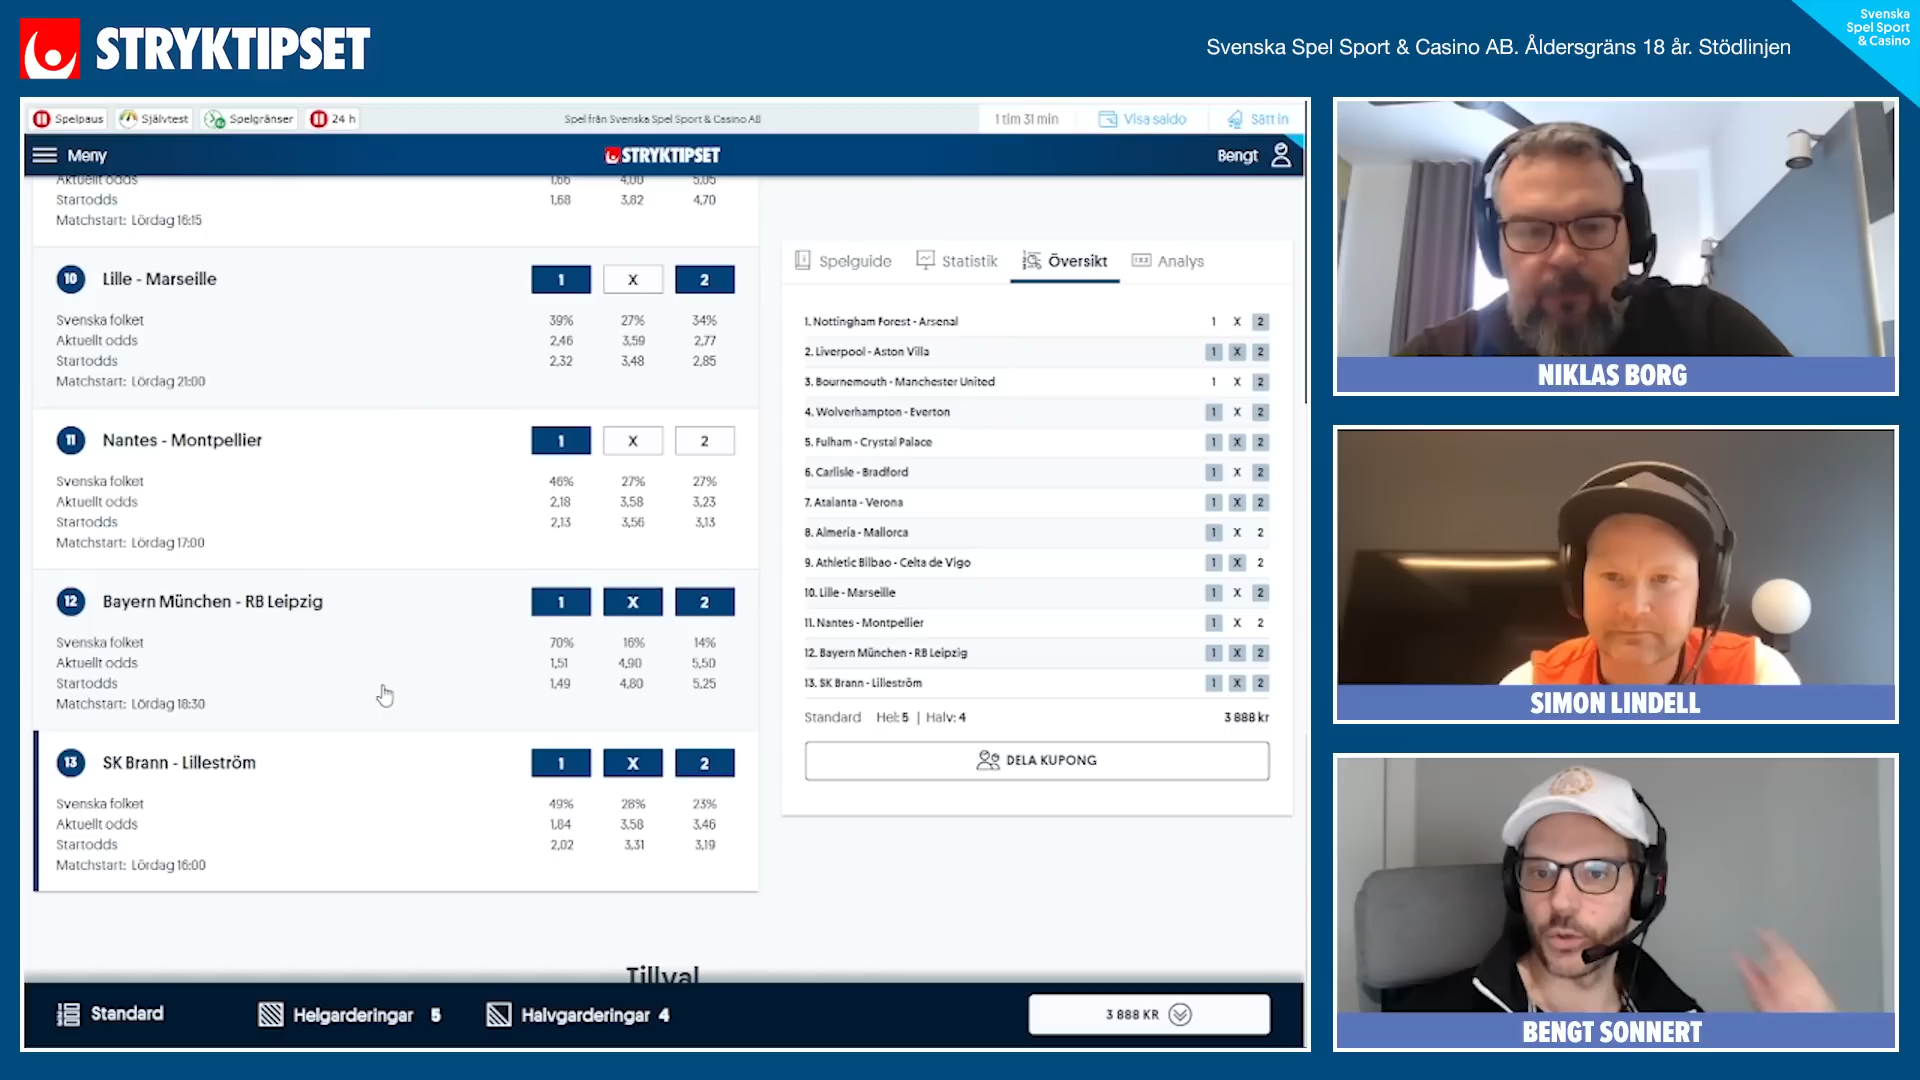 STRYKTIPSET
Svenska Spel Sport & Casino AB. Åldersgräns 18 år. Stödlinjen
Svenska
Spel Sport
& Casino
Spelpaus
Självtest
Spelgränser
24 h
Spel från Svenska Spel Sport & Casino AB
1 tim 31 min
Visa saldo
Sätt in
Meny
STRYKTIPSET
Bengt
Aktuellt odds 1,66 4,00 5,05
Startodds 1,68 3,82 4,70
Matchstart: Lördag 16:15
10 Lille - Marseille 1 X 2
Svenska folket 39% 27% 34%
Aktuellt odds 2,46 3,59 2,77
Startodds 2,32 3,48 2,85
Matchstart: Lördag 21:00
11 Nantes - Montpellier 1 X 2
Svenska folket 46% 27% 27%
Aktuellt odds 2,18 3,58 3,23
Startodds 2,13 3,56 3,13
Matchstart: Lördag 17:00
12 Bayern München - RB Leipzig 1 X 2
Svenska folket 70% 16% 14%
Aktuellt odds 1,51 4,90 5,50
Startodds 1,49 4,80 5,25
Matchstart: Lördag 18:30
13 SK Brann - Lilleström 1 X 2
Svenska folket 49% 28% 23%
Aktuellt odds 1,84 3,58 3,46
Startodds 2,02 3,31 3,19
Matchstart: Lördag 16:00
Tillval
Spelguide Statistik Översikt Analys
1. Nottingham Forest - Arsenal 1 X 2
2. Liverpool - Aston Villa 1 X 2
3. Bournemouth - Manchester United 1 X 2
4. Wolverhampton - Everton 1 X 2
5. Fulham - Crystal Palace 1 X 2
6. Carlisle - Bradford 1 X 2
7. Atalanta - Verona 1 X 2
8. Almería - Mallorca 1 X 2
9. Athletic Bilbao - Celta de Vigo 1 X 2
10. Lille - Marseille 1 X 2
11. Nantes - Montpellier 1 X 2
12. Bayern München - RB Leipzig 1 X 2
13. SK Brann - Lilleström 1 X 2
Standard Hel: 5 | Halv: 4 3 888 kr
DELA KUPONG
Standard Helgarderingar 5 Halvgarderingar 4 3 888 KR
NIKLAS BORG
SIMON LINDELL
BENGT SONNERT